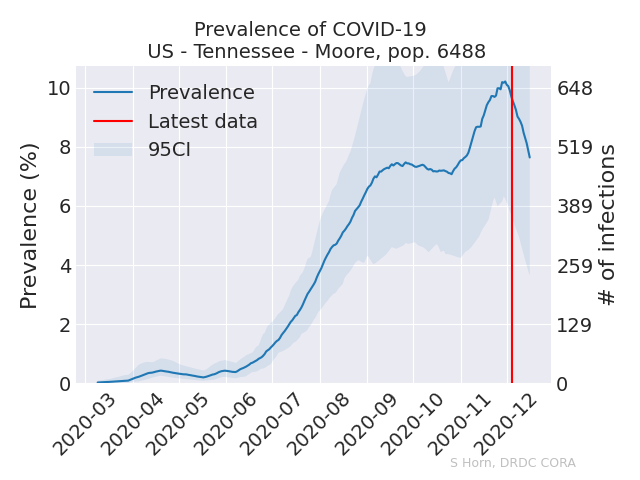 Prevalence of COVID-19
US - Tennessee - Moore, pop. 6488
Prevalence
Latest data
95CI
Prevalence (%)
10
8
6
4
2
0
648
519
389
259
129
0
# of infections
2020-03
2020-04
2020-05
2020-06
2020-07
2020-08
2020-09
2020-10
2020-11
2020-12
S Horn, DRDC CORA